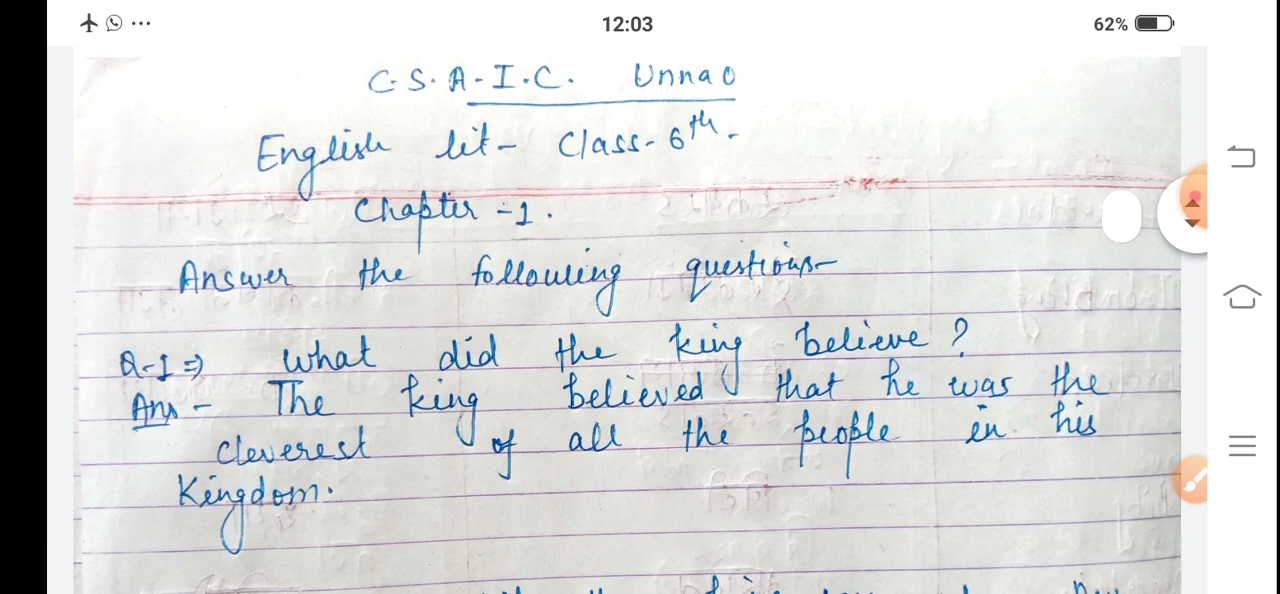 12:03
62%
C.S.A-I.C. Unnao
English lit- Class-6th-
Chapter-1.
Answer the following questions-
Q-1⇒ What did the king believe?
Ans- The king believed that he was the
cleverest of all the people in his
Kingdom.